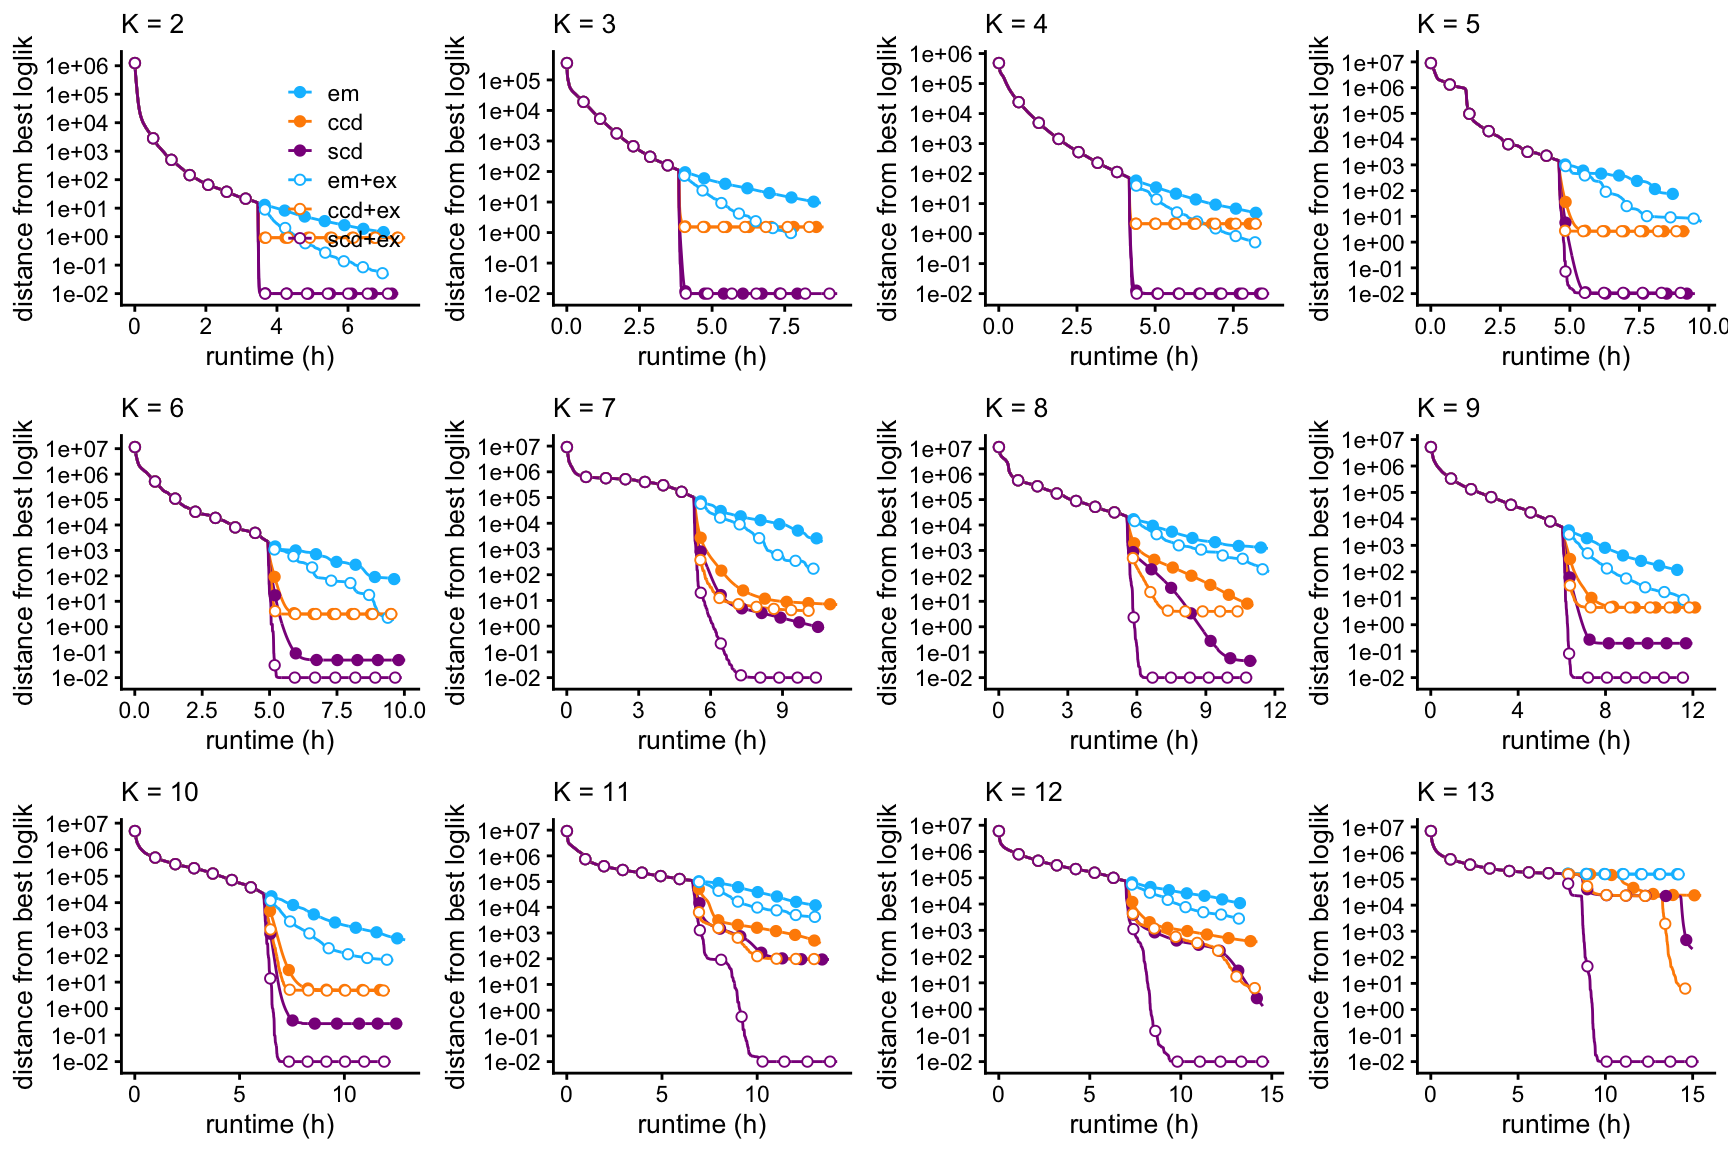 K = 2
distance from best loglik
1e+06
1e+05
1e+04
1e+03
1e+02
1e+01
1e+00
1e-01
1e-02
em
ccd
scd
em+ex
ccd+ex
scd+ex
0 2 4 6
runtime (h)
K = 3
distance from best loglik
1e+05
1e+04
1e+03
1e+02
1e+01
1e+00
1e-01
1e-02
0.0 2.5 5.0 7.5
runtime (h)
K = 4
distance from best loglik
1e+06
1e+05
1e+04
1e+03
1e+02
1e+01
1e+00
1e-01
1e-02
0.0 2.5 5.0 7.5
runtime (h)
K = 5
distance from best loglik
1e+07
1e+06
1e+05
1e+04
1e+03
1e+02
1e+01
1e+00
1e-01
1e-02
0.0 2.5 5.0 7.5 10.0
runtime (h)
K = 6
distance from best loglik
1e+07
1e+06
1e+05
1e+04
1e+03
1e+02
1e+01
1e+00
1e-01
1e-02
0.0 2.5 5.0 7.5 10.0
runtime (h)
K = 7
distance from best loglik
1e+07
1e+06
1e+05
1e+04
1e+03
1e+02
1e+01
1e+00
1e-01
1e-02
0 3 6 9
runtime (h)
K = 8
distance from best loglik
1e+07
1e+06
1e+05
1e+04
1e+03
1e+02
1e+01
1e+00
1e-01
1e-02
0 3 6 9 12
runtime (h)
K = 9
distance from best loglik
1e+07
1e+06
1e+05
1e+04
1e+03
1e+02
1e+01
1e+00
1e-01
1e-02
0 4 8 12
runtime (h)
K = 10
distance from best loglik
1e+07
1e+06
1e+05
1e+04
1e+03
1e+02
1e+01
1e+00
1e-01
1e-02
0 5 10
runtime (h)
K = 11
distance from best loglik
1e+07
1e+06
1e+05
1e+04
1e+03
1e+02
1e+01
1e+00
1e-01
1e-02
0 5 10
runtime (h)
K = 12
distance from best loglik
1e+07
1e+06
1e+05
1e+04
1e+03
1e+02
1e+01
1e+00
1e-01
1e-02
0 5 10 15
runtime (h)
K = 13
distance from best loglik
1e+07
1e+06
1e+05
1e+04
1e+03
1e+02
1e+01
1e+00
1e-01
1e-02
0 5 10 15
runtime (h)